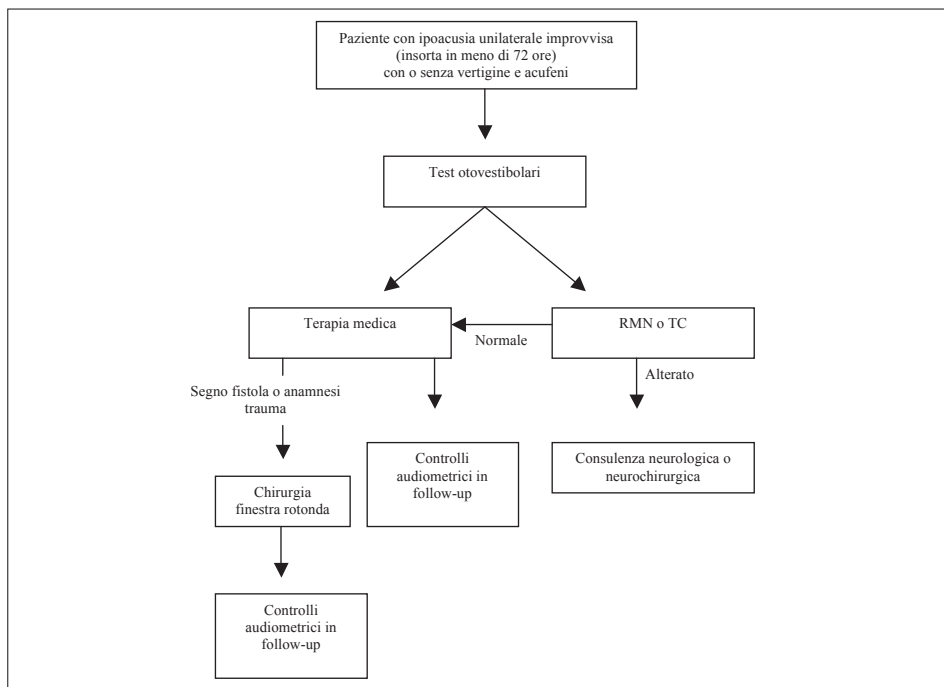 Paziente con ipoacusia unilaterale improvvisa
(insorta in meno di 72 ore)
con o senza vertigine e acufeni
Test otovestibolari
Terapia medica
RMN o TC
Normale
Alterato
Segno fistola o anamnesi
trauma
Controlli
audiometrici in
follow-up
Consulenza neurologica o
neurochirurgica
Chirurgia
finestra rotonda
Controlli
audiometrici in
follow-up